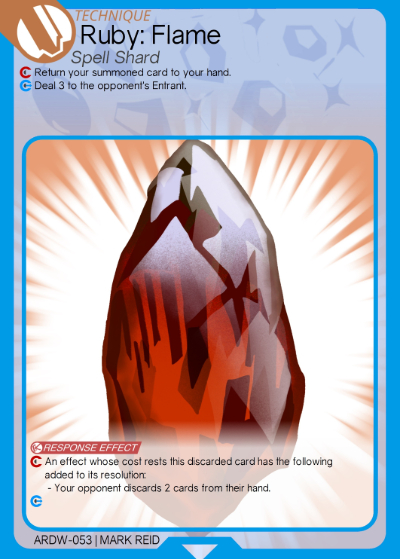 TECHNIQUE
Ruby: Flame
Spell Shard
Return your summoned card to your hand.
Deal 3 to the opponent's Entrant.
RESPONSE EFFECT
An effect whose cost rests this discarded card has the following
added to its resolution:
- Your opponent discards 2 cards from their hand.
ARDW-053 | MARK REID